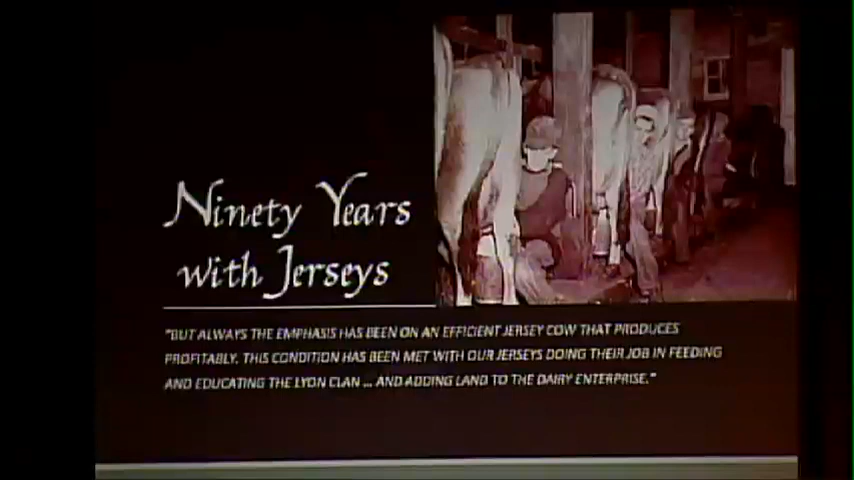 Ninety Years
with Jerseys
"BUT ALWAYS THE EMPHASIS HAS BEEN ON AN EFFICIENT JERSEY COW THAT PRODUCES
PROFITABLY. THIS CONDITION HAS BEEN MET WITH OUR JERSEYS DOING THEIR JOB IN FEEDING
AND EDUCATING THE LYON CLAN ... AND ADDING LAND TO THE DAIRY ENTERPRISE."